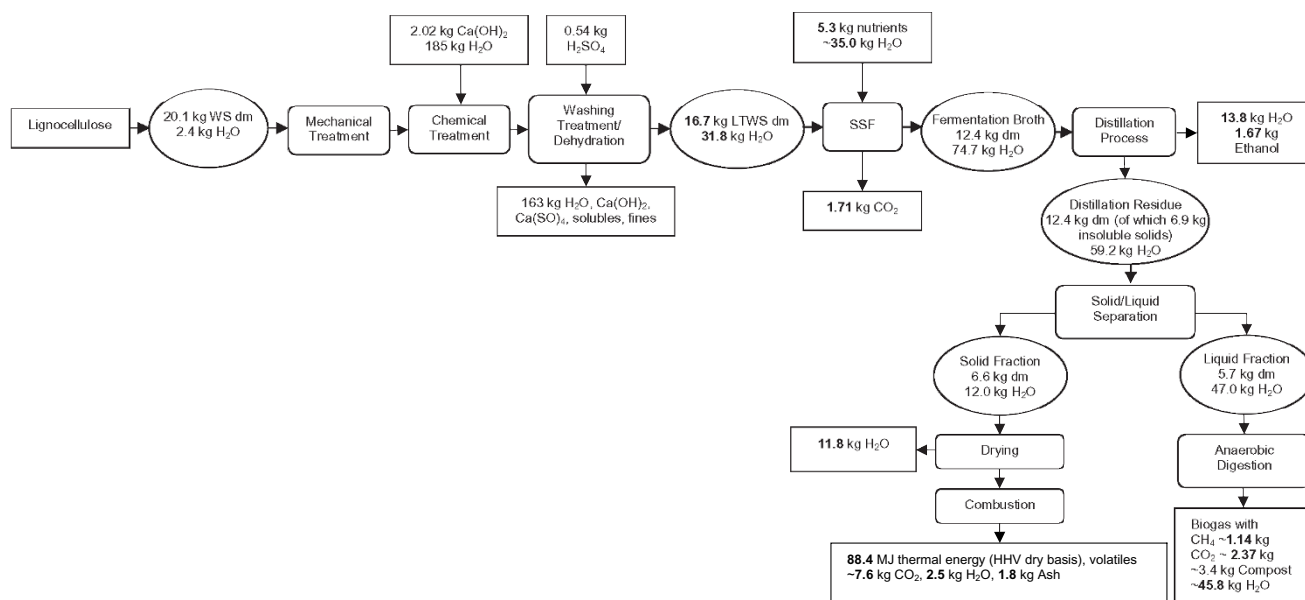 Lignocellulose
20.1 kg WS dm
2.4 kg H₂O
Mechanical
Treatment
2.02 kg Ca(OH)₂
185 kg H₂O
Chemical
Treatment
0.54 kg
H₂SO₄
Washing
Treatment/
Dehydration
163 kg H₂O, Ca(OH)₂,
Ca(SO)₄, solubles, fines
16.7 kg LTWS dm
31.8 kg H₂O
5.3 kg nutrients
~35.0 kg H₂O
SSF
1.71 kg CO₂
Fermentation Broth
12.4 kg dm
74.7 kg H₂O
Distillation
Process
13.8 kg H₂O
1.67 kg
Ethanol
Distillation Residue
12.4 kg dm (of which 6.9 kg
insoluble solids)
59.2 kg H₂O
Solid/Liquid
Separation
Solid Fraction
6.6 kg dm
12.0 kg H₂O
Liquid Fraction
5.7 kg dm
47.0 kg H₂O
11.8 kg H₂O
Drying
Combustion
88.4 MJ thermal energy (HHV dry basis), volatiles
~7.6 kg CO₂, 2.5 kg H₂O, 1.8 kg Ash
Anaerobic
Digestion
Biogas with
CH₄ ~1.14 kg
CO₂ ~ 2.37 kg
~3.4 kg Compost
~45.8 kg H₂O